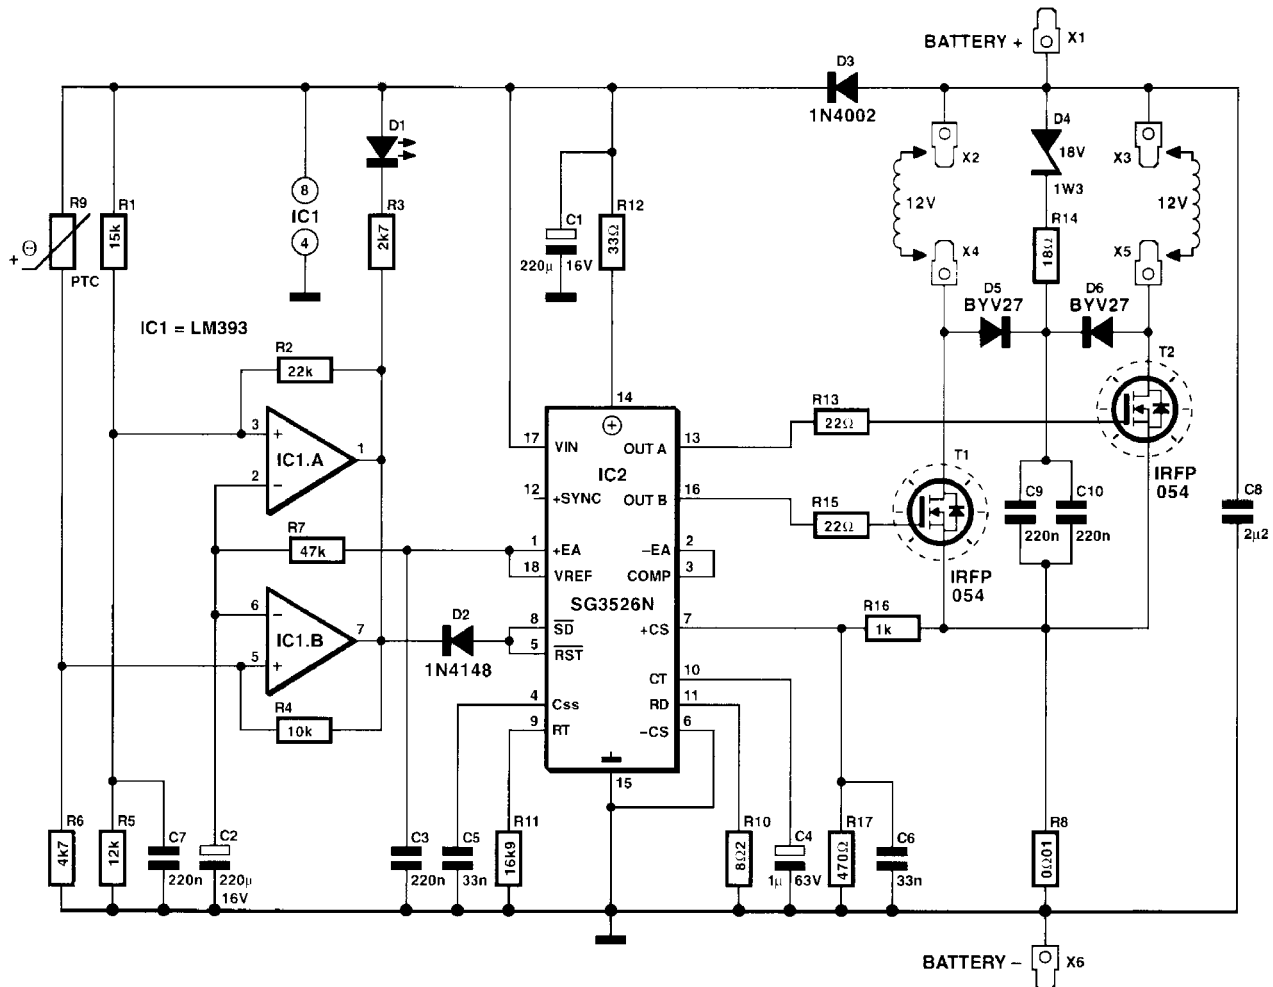 BATTERY +
X1
D3
1N4002
D1
D4
18V
1W3
X2
X3
R9
R1
15k
8
IC1
4
R3
2k7
C1
220µ
16V
R12
33Ω
12V
R14
18Ω
12V
X4
X5
+
Θ
PTC
D5
BYV27
D6
BYV27
IC1 = LM393
R2
22k
T2
14
R13
22Ω
3
+
IC1.A
1
2
−
17
VIN
IC2
OUT A
13
12
+SYNC
OUT B
16
T1
IRFP
054
R15
22Ω
C9
220n
C10
220n
C8
2µ2
R7
47k
1
+EA
−EA
2
18
VREF
COMP
3
SG3526N
IRFP
054
6
−
IC1.B
7
5
+
D2
1N4148
8
SD
5
RST
+CS
7
R16
1k
CT
10
R4
10k
4
Css
RD
11
9
RT
−CS
6
15
R6
4k7
R5
12k
C7
220n
C2
220µ
16V
C3
220n
C5
33n
R11
16k9
R10
8Ω2
C4
1µ
63V
R17
470Ω
C6
33n
R8
0Ω01
BATTERY −
X6